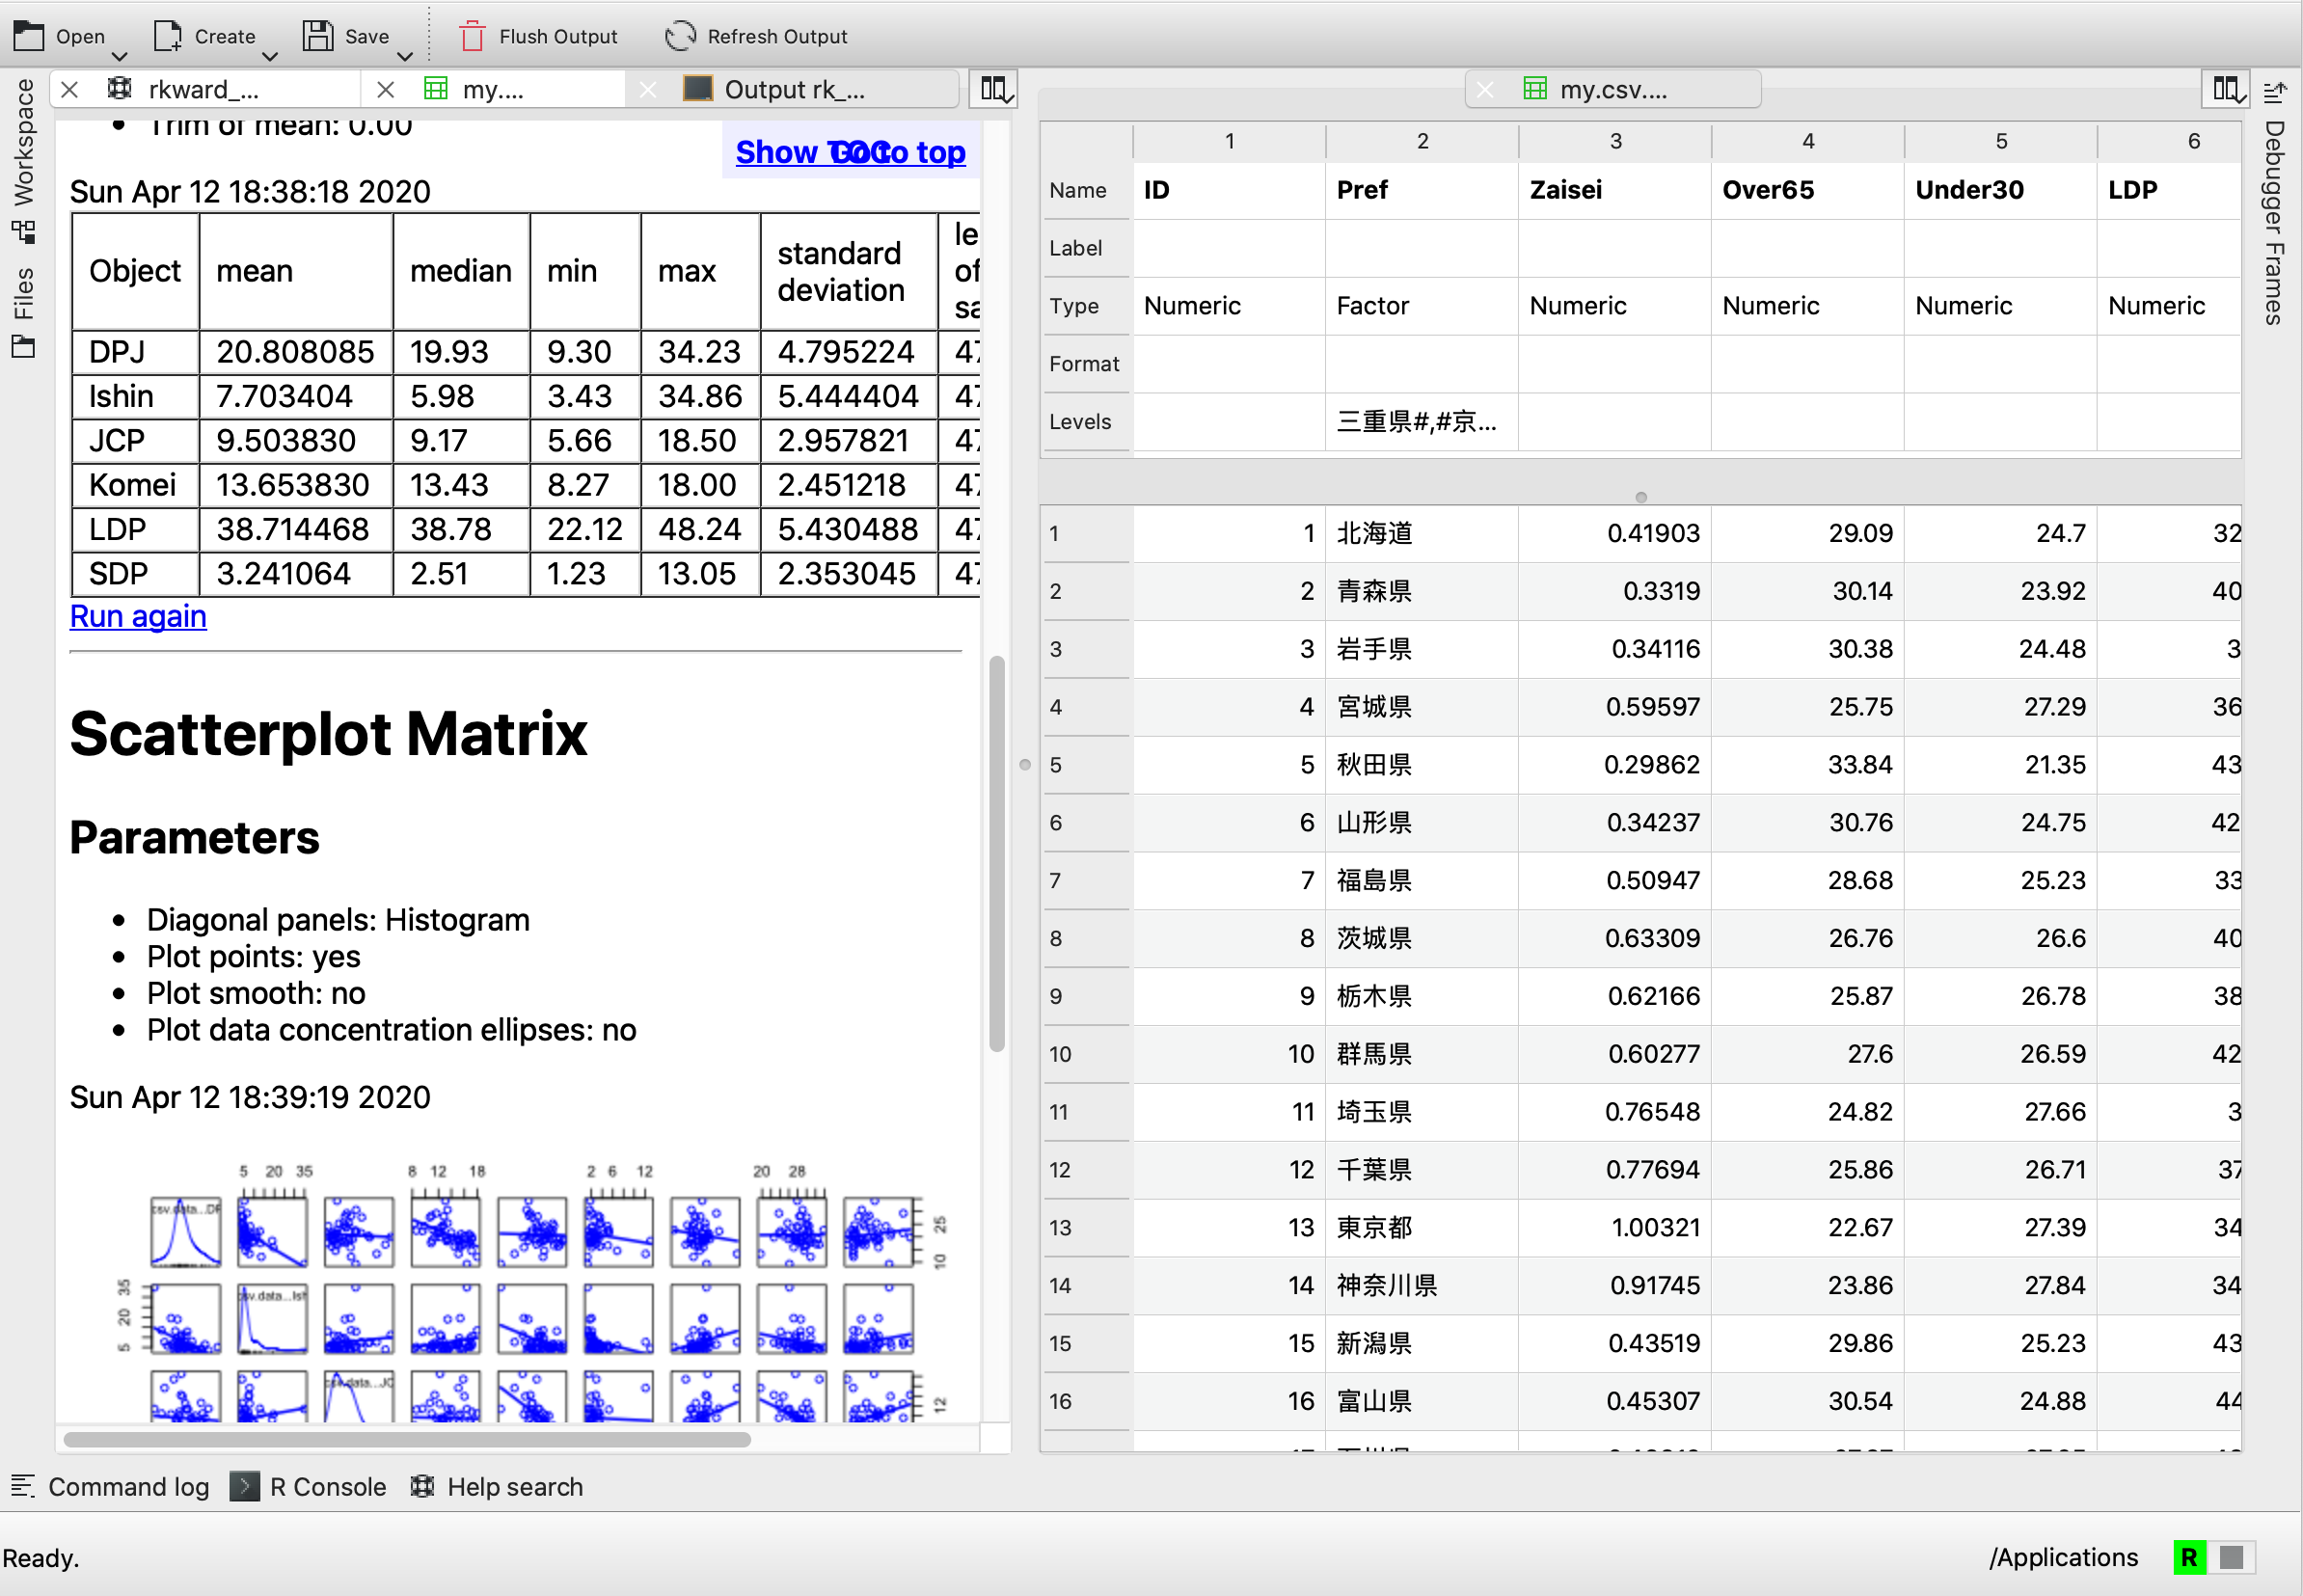 Open Create Save Flush Output Refresh Output
Workspace
Files
rkward_... my.... Output rk_...
Trim of mean: 0.00
Show TOC Go to top
Sun Apr 12 18:38:18 2020
Object mean median min max standard deviation
DPJ 20.808085 19.93 9.30 34.23 4.795224 47
Ishin 7.703404 5.98 3.43 34.86 5.444404 47
JCP 9.503830 9.17 5.66 18.50 2.957821 47
Komei 13.653830 13.43 8.27 18.00 2.451218 47
LDP 38.714468 38.78 22.12 48.24 5.430488 47
SDP 3.241064 2.51 1.23 13.05 2.353045 47
Run again
Scatterplot Matrix
Parameters
Diagonal panels: Histogram
Plot points: yes
Plot smooth: no
Plot data concentration ellipses: no
Sun Apr 12 18:39:19 2020
5 20 35 8 12 18 2 6 12 20 28
csv.data...DP
10 25
5 20 35
csv.data...Ish
csv.data...JC
12
my.csv....
Debugger Frames
1 2 3 4 5 6
Name ID Pref Zaisei Over65 Under30 LDP
Label
Type Numeric Factor Numeric Numeric Numeric Numeric
Format
Levels 三重県#,#京...
1 1 北海道 0.41903 29.09 24.7 32
2 2 青森県 0.3319 30.14 23.92 40
3 3 岩手県 0.34116 30.38 24.48 3
4 4 宮城県 0.59597 25.75 27.29 36
5 5 秋田県 0.29862 33.84 21.35 43
6 6 山形県 0.34237 30.76 24.75 42
7 7 福島県 0.50947 28.68 25.23 33
8 8 茨城県 0.63309 26.76 26.6 40
9 9 栃木県 0.62166 25.87 26.78 38
10 10 群馬県 0.60277 27.6 26.59 42
11 11 埼玉県 0.76548 24.82 27.66 3
12 12 千葉県 0.77694 25.86 26.71 37
13 13 東京都 1.00321 22.67 27.39 34
14 14 神奈川県 0.91745 23.86 27.84 34
15 15 新潟県 0.43519 29.86 25.23 43
16 16 富山県 0.45307 30.54 24.88 44
Command log R Console Help search
Ready. /Applications R